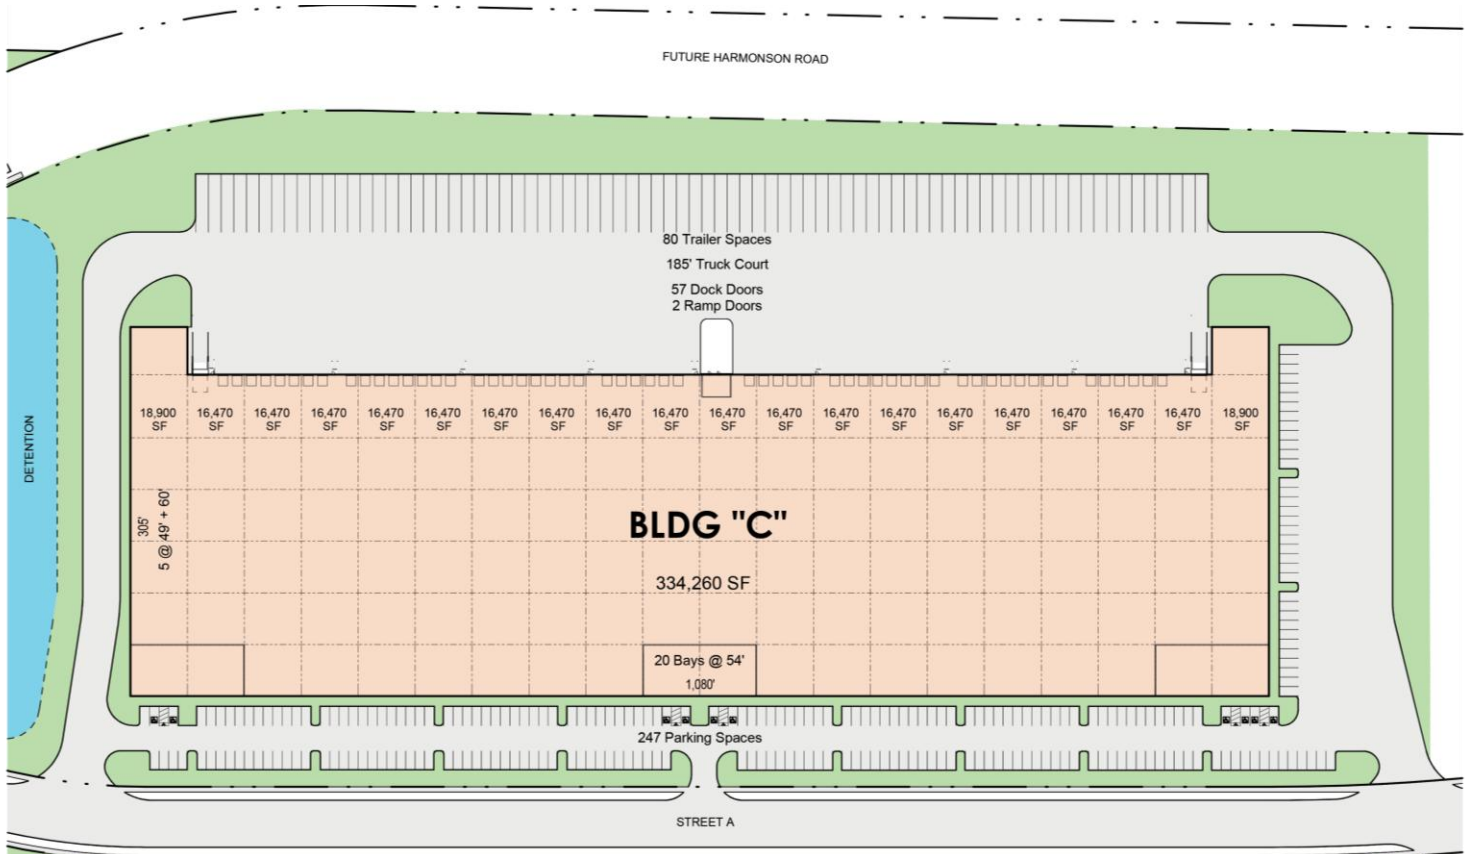 FUTURE HARMONSON ROAD
80 Trailer Spaces
185' Truck Court
57 Dock Doors
2 Ramp Doors
18,900
SF
16,470
SF
16,470
SF
16,470
SF
16,470
SF
16,470
SF
16,470
SF
16,470
SF
16,470
SF
16,470
SF
16,470
SF
16,470
SF
16,470
SF
16,470
SF
16,470
SF
16,470
SF
16,470
SF
16,470
SF
16,470
SF
18,900
SF
DETENTION
305'
5 @ 49' + 60'
BLDG "C"
334,260 SF
20 Bays @ 54'
1,080'
247 Parking Spaces
STREET A